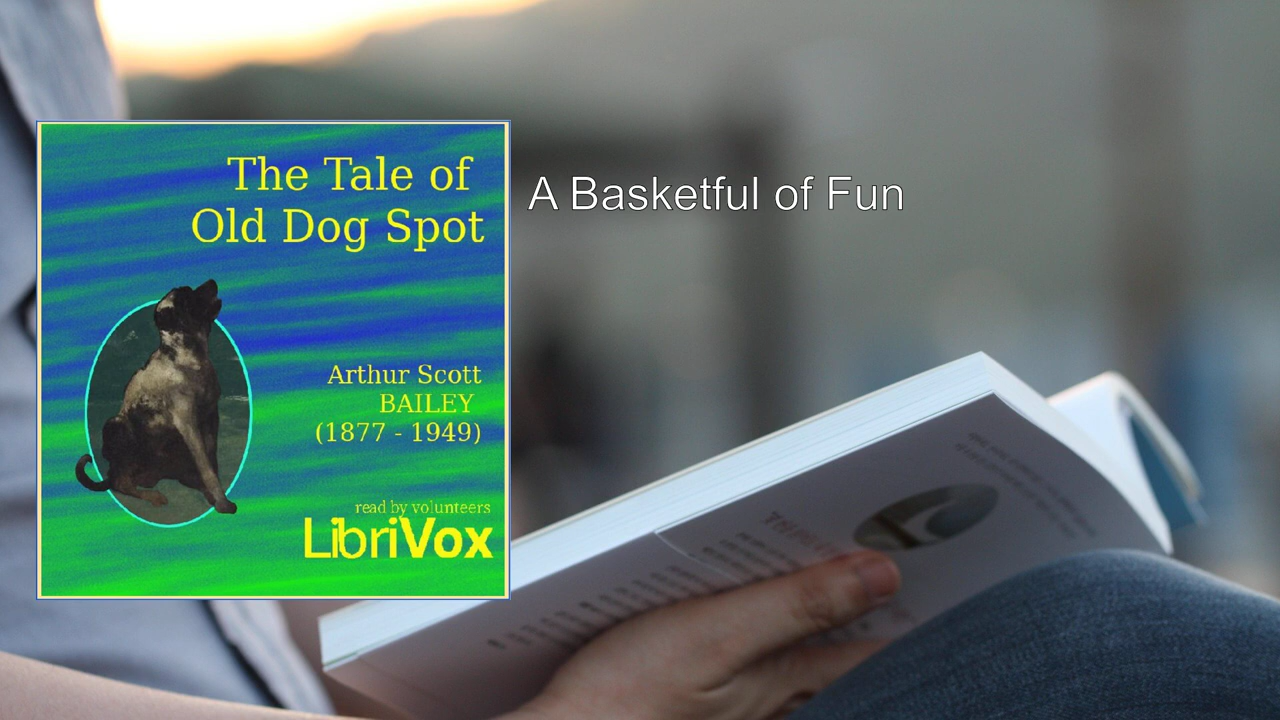 The Tale of
Old Dog Spot
Arthur Scott
BAILEY
(1877 - 1949)
read by volunteers
LibriVox
A Basketful of Fun